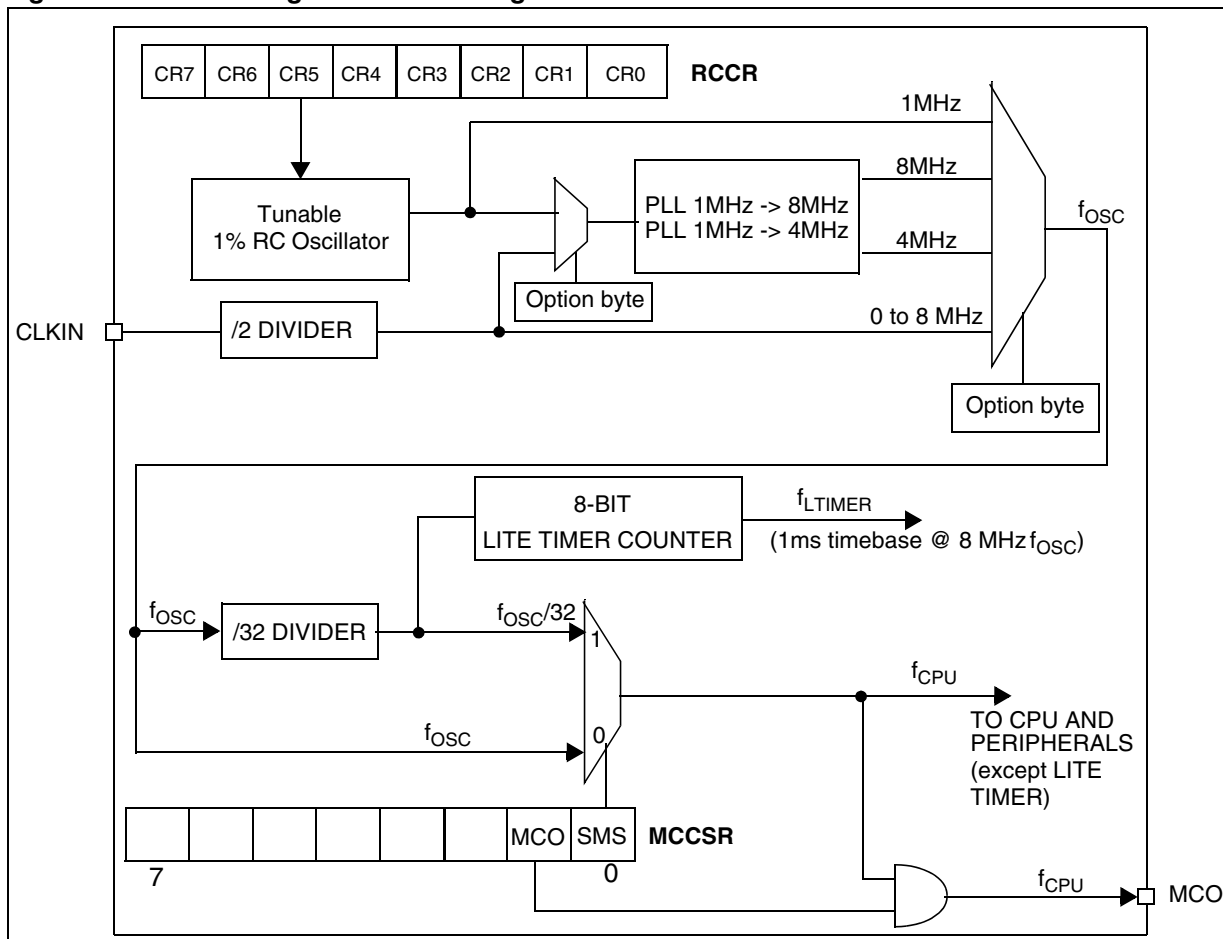 CR7 CR6 CR5 CR4 CR3 CR2 CR1 CR0 RCCR
1MHz
8MHz
Tunable
1% RC Oscillator
PLL 1MHz -> 8MHz
PLL 1MHz -> 4MHz
fOSC
4MHz
Option byte
CLKIN
/2 DIVIDER
0 to 8 MHz
Option byte
8-BIT
LITE TIMER COUNTER
fLTIMER
(1ms timebase @ 8 MHz fOSC)
fOSC
/32 DIVIDER
fOSC/32
1
fCPU
TO CPU AND
PERIPHERALS
(except LITE
TIMER)
fOSC
0
MCO SMS MCCSR
7 0
fCPU
MCO